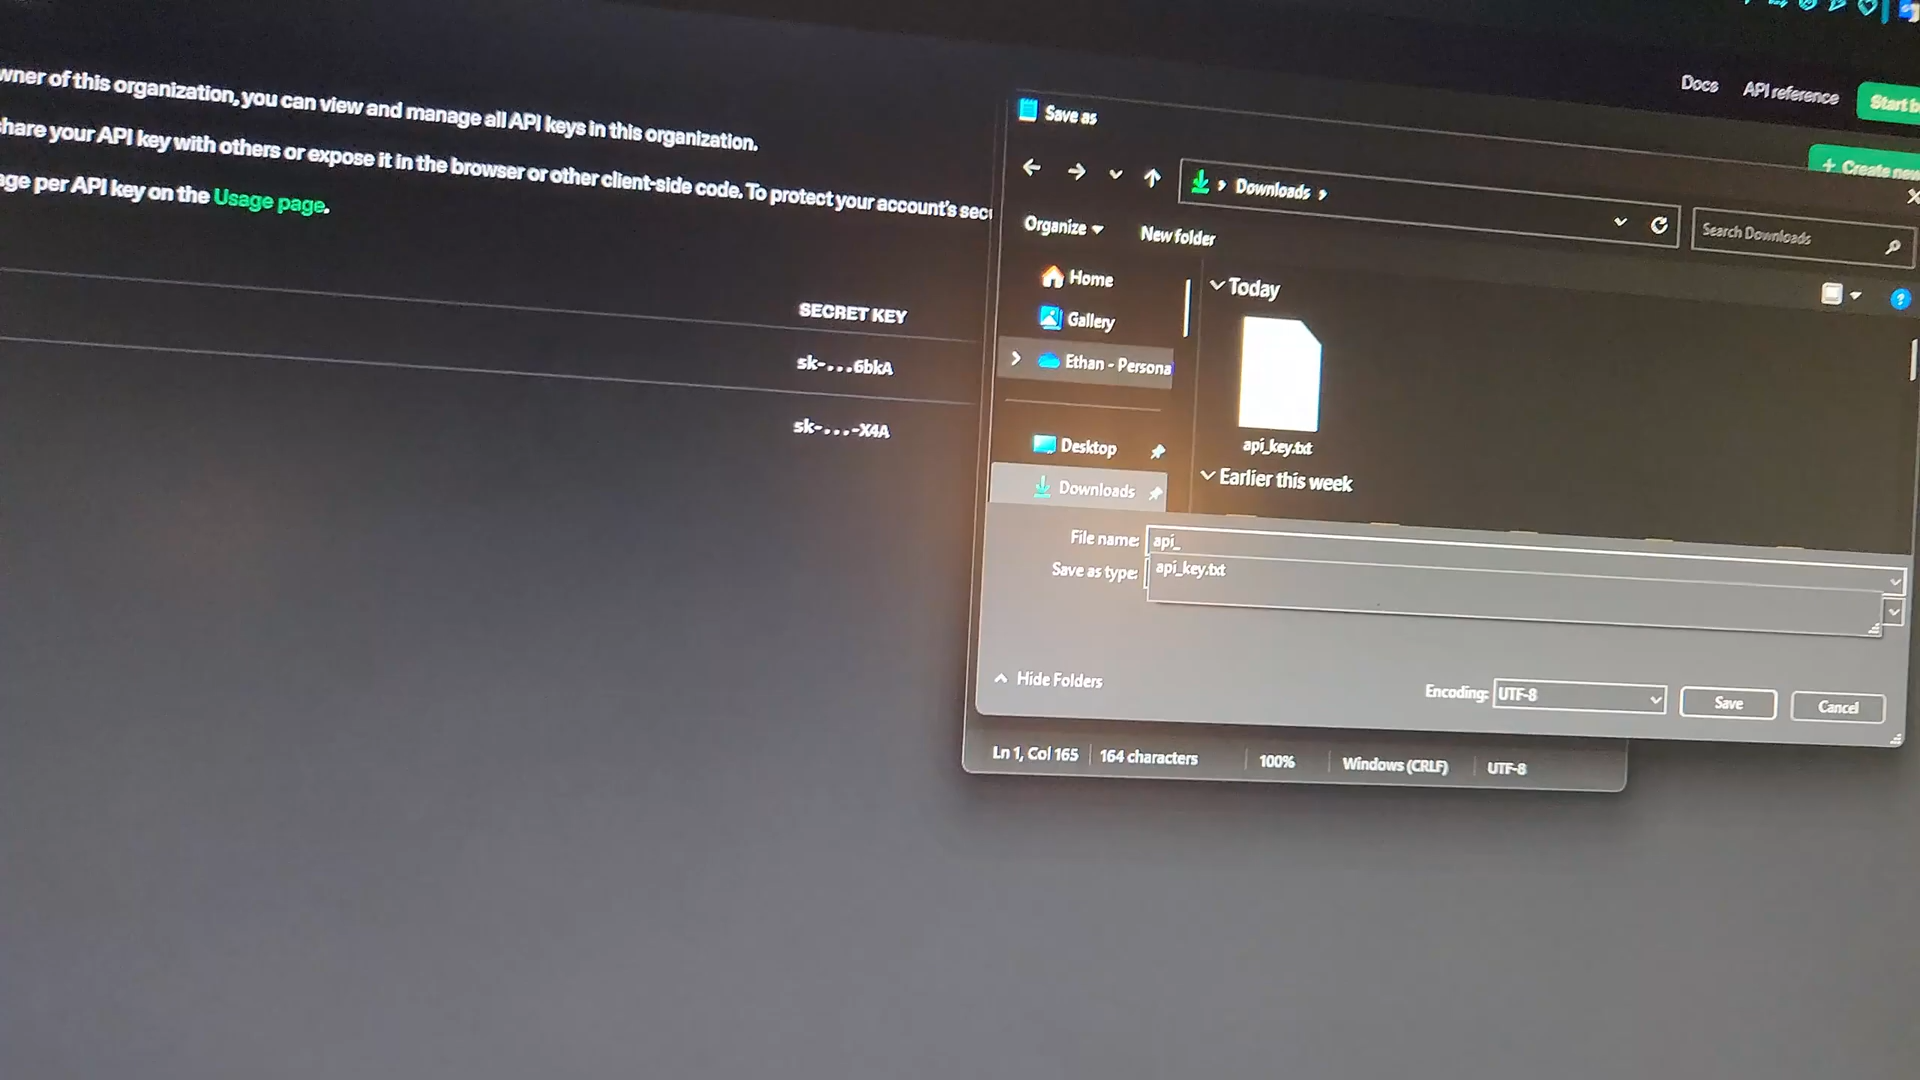 wner of this organization, you can view and manage all API keys in this organization.
hare your API key with others or expose it in the browser or other client-side code. To protect your account's sec
age per API key on the Usage page.
SECRET KEY
sk-...6bkA
sk-...-X4A
Docs API reference Start b
+ Create new
Save as
Downloads
Search Downloads
Organize New folder
Home
Gallery
Ethan - Persona
Desktop
Downloads
Today
api_key.txt
Earlier this week
File name: api_
Save as type:
api_key.txt
Hide Folders
Encoding: UTF-8 Save Cancel
Ln 1, Col 165 164 characters 100% Windows (CRLF) UTF-8